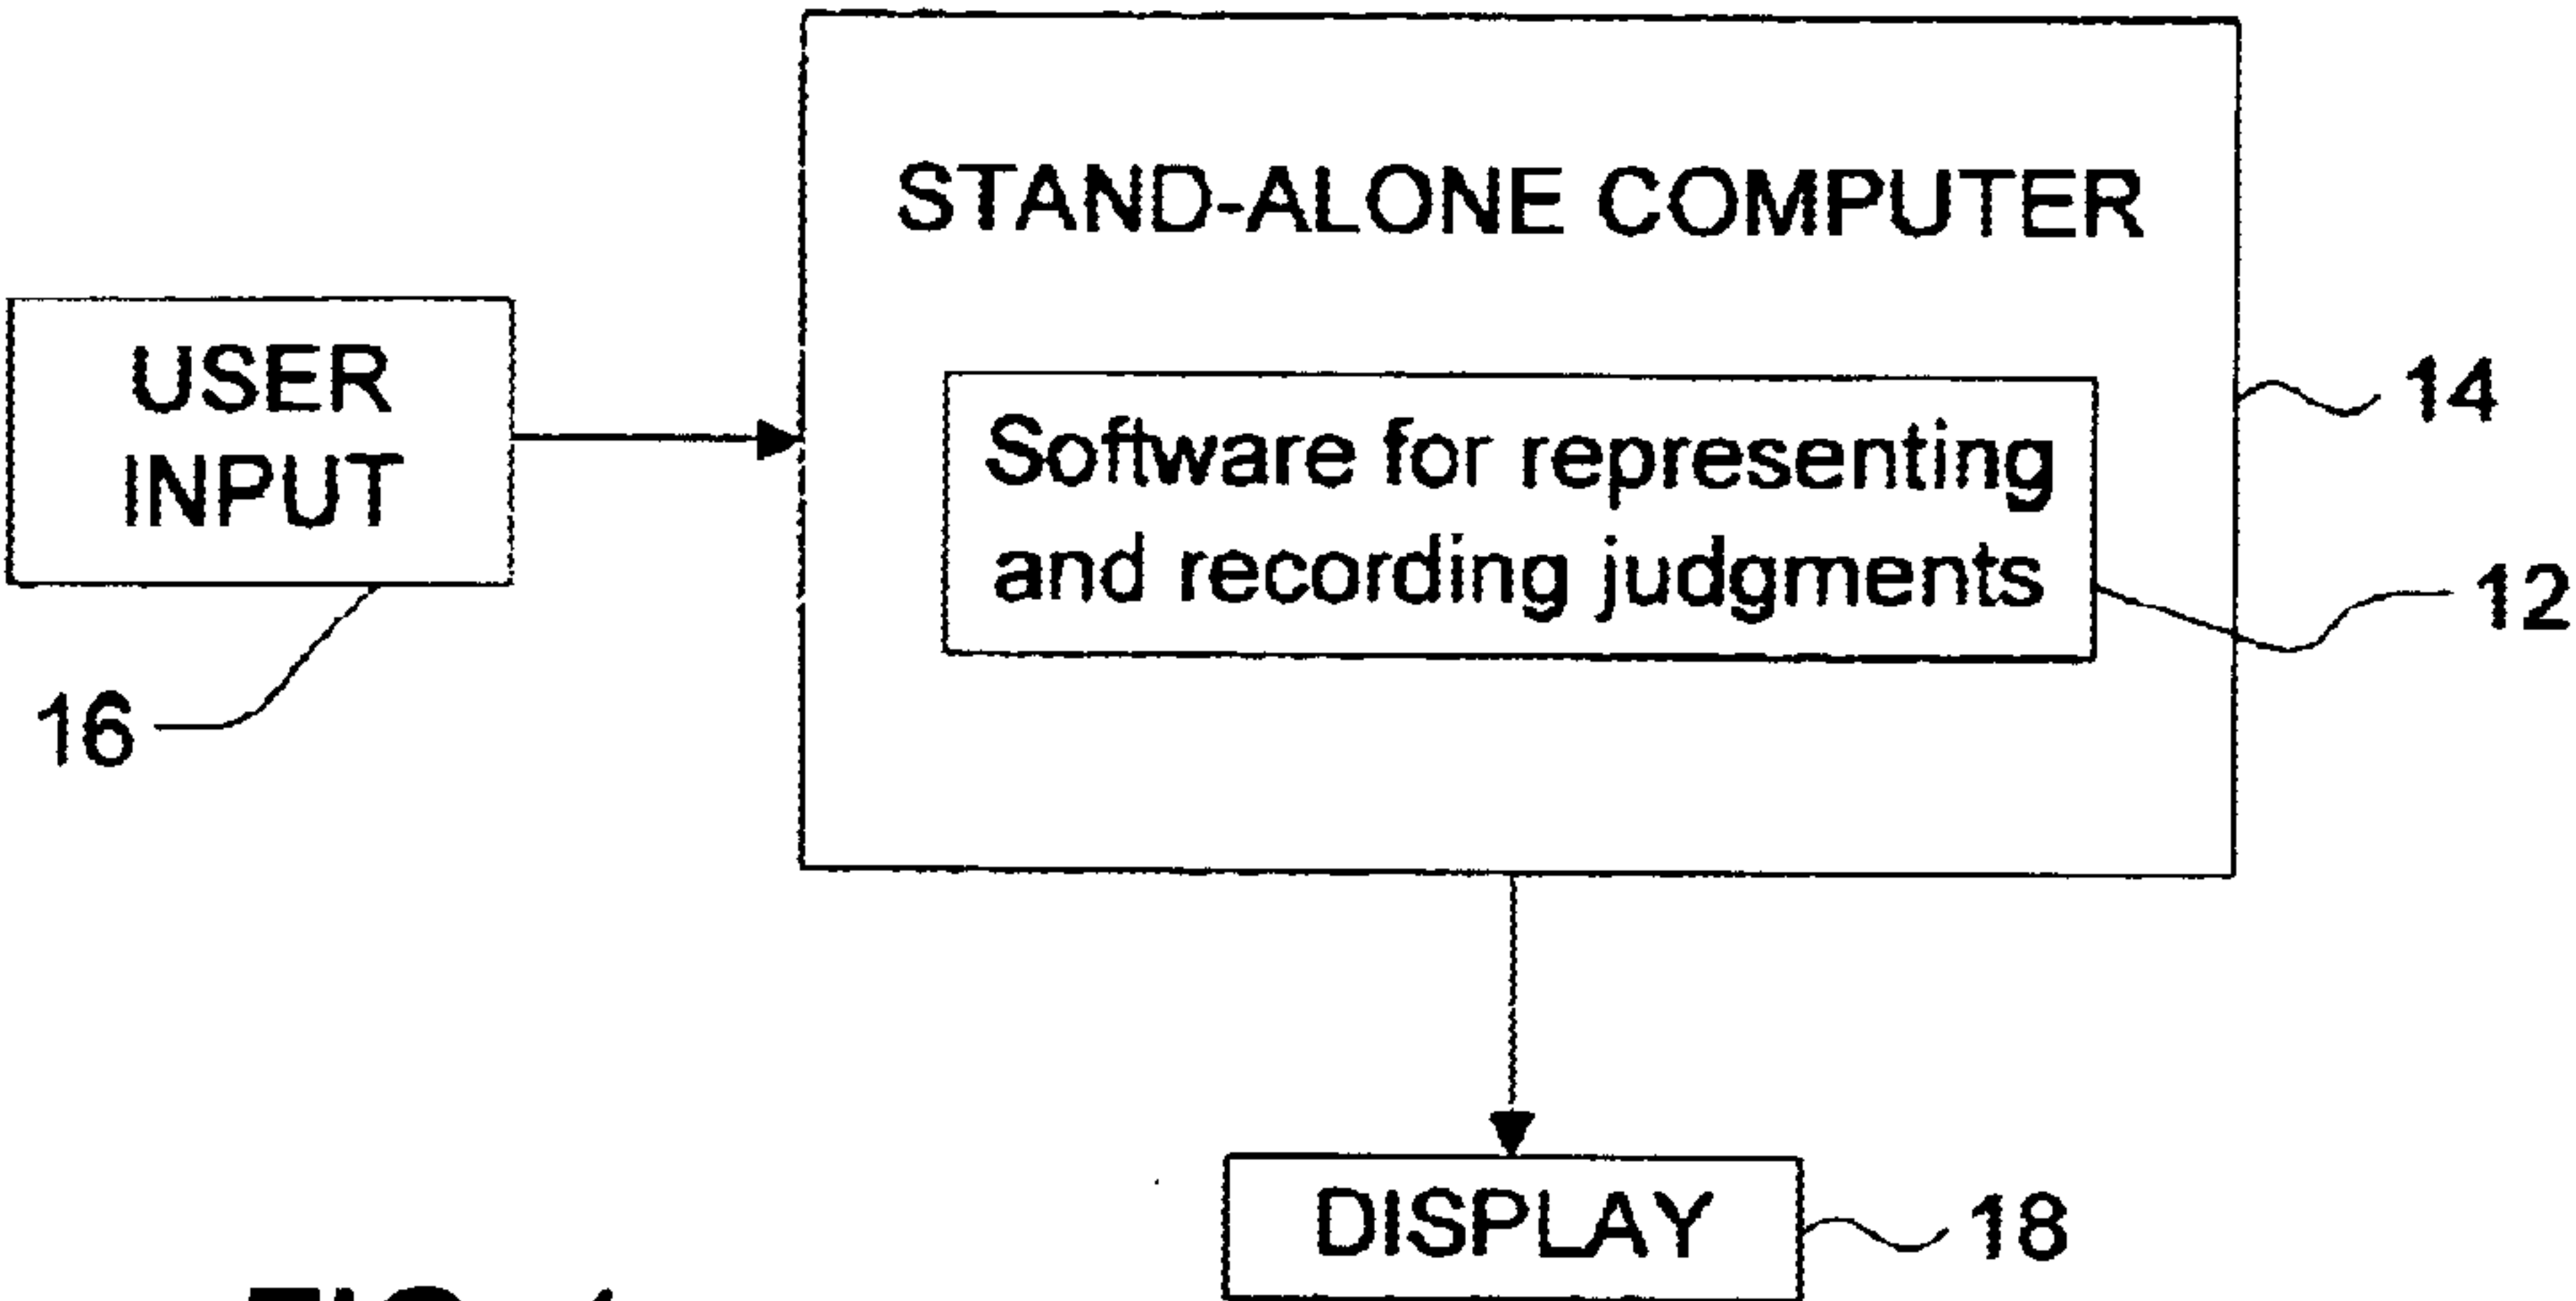 STAND-ALONE COMPUTER
USER
INPUT
Software for representing
and recording judgments
14
12
16
DISPLAY
18